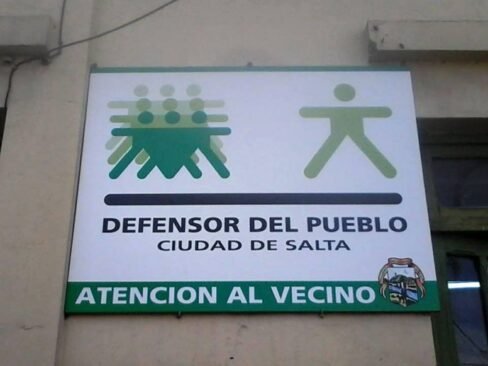 DEFENSOR DEL PUEBLO
CIUDAD DE SALTA
ATENCION AL VECINO